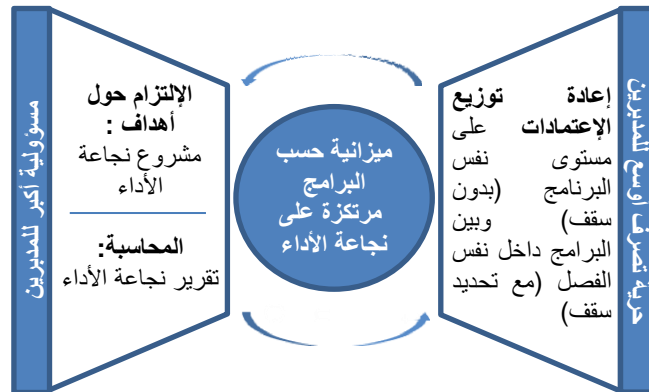 حرية تصرف اوسع للمدبرين
إعادة توزيع
الإعتمادات على
مستوى نفس
البرنامج (بدون
سقف) وبين
البرامج داخل نفس
الفصل (مع تحديد
سقف)
ميزانية حسب
البرامج
مرتكزة على
نجاعة الأداء
الإلتزام حول
أهداف :
مشروع نجاعة
الأداء
المحاسبة:
تقرير نجاعة الأداء
مسؤولية أكبر للمدبرين